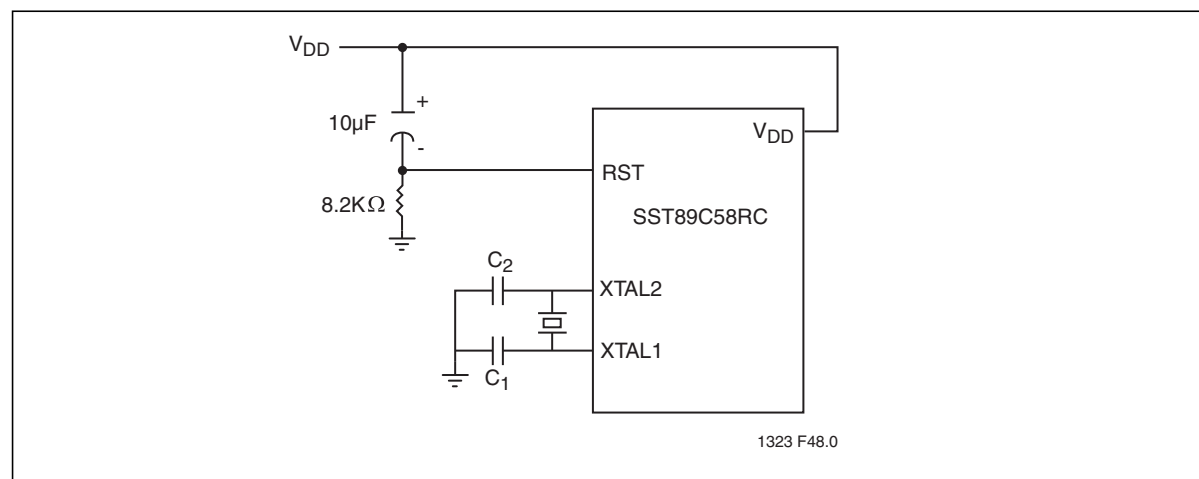 VDD
+
10µF
-
VDD
RST
8.2KΩ
SST89C58RC
C2
XTAL2
XTAL1
C1
1323 F48.0